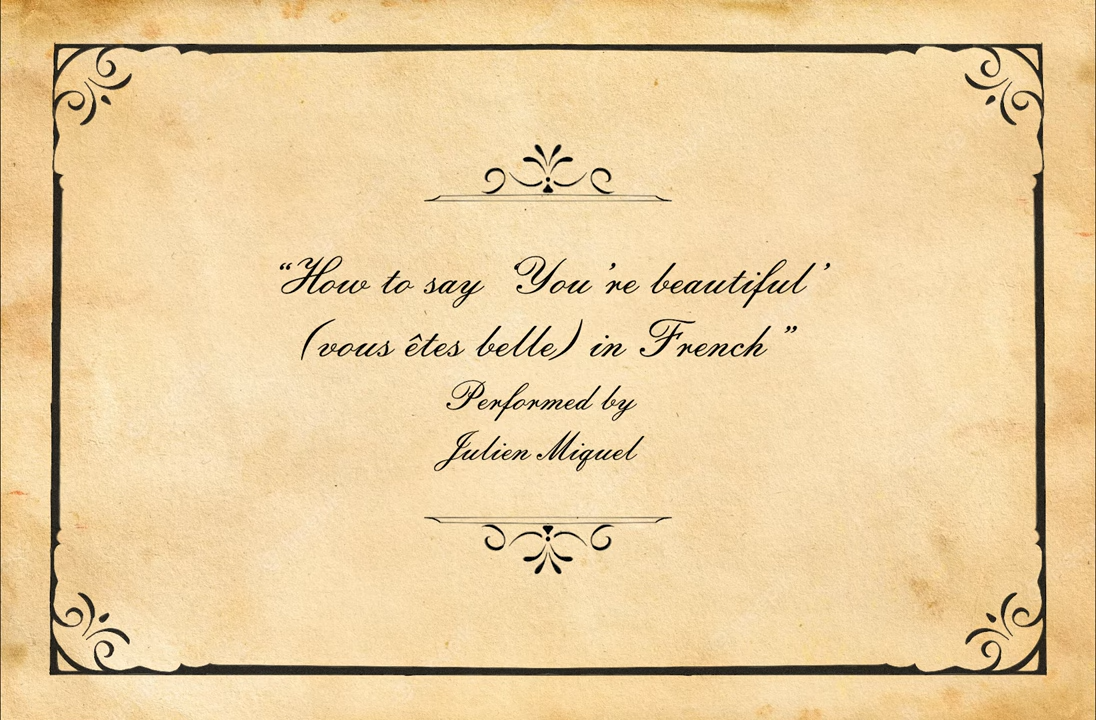 “How to say ‘You’re beautiful’
(vous êtes belle) in French”
Performed by
Julien Miquel